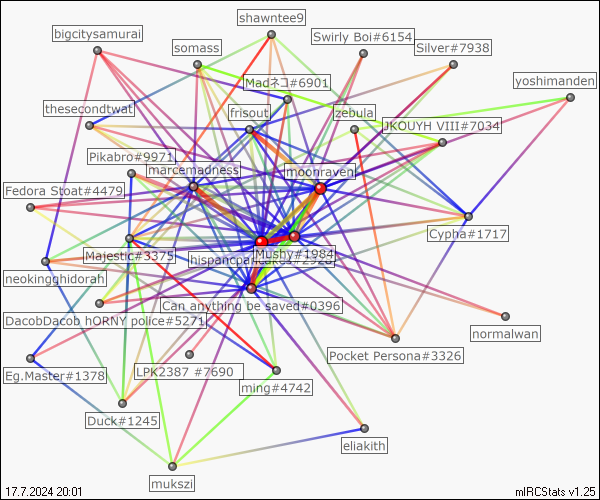 shawntee9
bigcitysamurai
Swirly Boi#6154
somass
Silver#7938
Madネコ#6901
yoshimanden
thesecondtwat
frisout
zebula
JKOUYH VIII#7034
Pikabro#9971
marcemadness
moonraven
Fedora Stoat#4479
Cypha#1717
Majestic#3375
Mushy#1984
neokingghidorah
Can anything be saved#0396
DacobDacob hORNY police#5271
normalwan
Pocket Persona#3326
Eg.Master#1378
LPK2387 #7690
ming#4742
Duck#1245
eliakith
mukszi
17.7.2024 20:01
mIRCStats v1.25